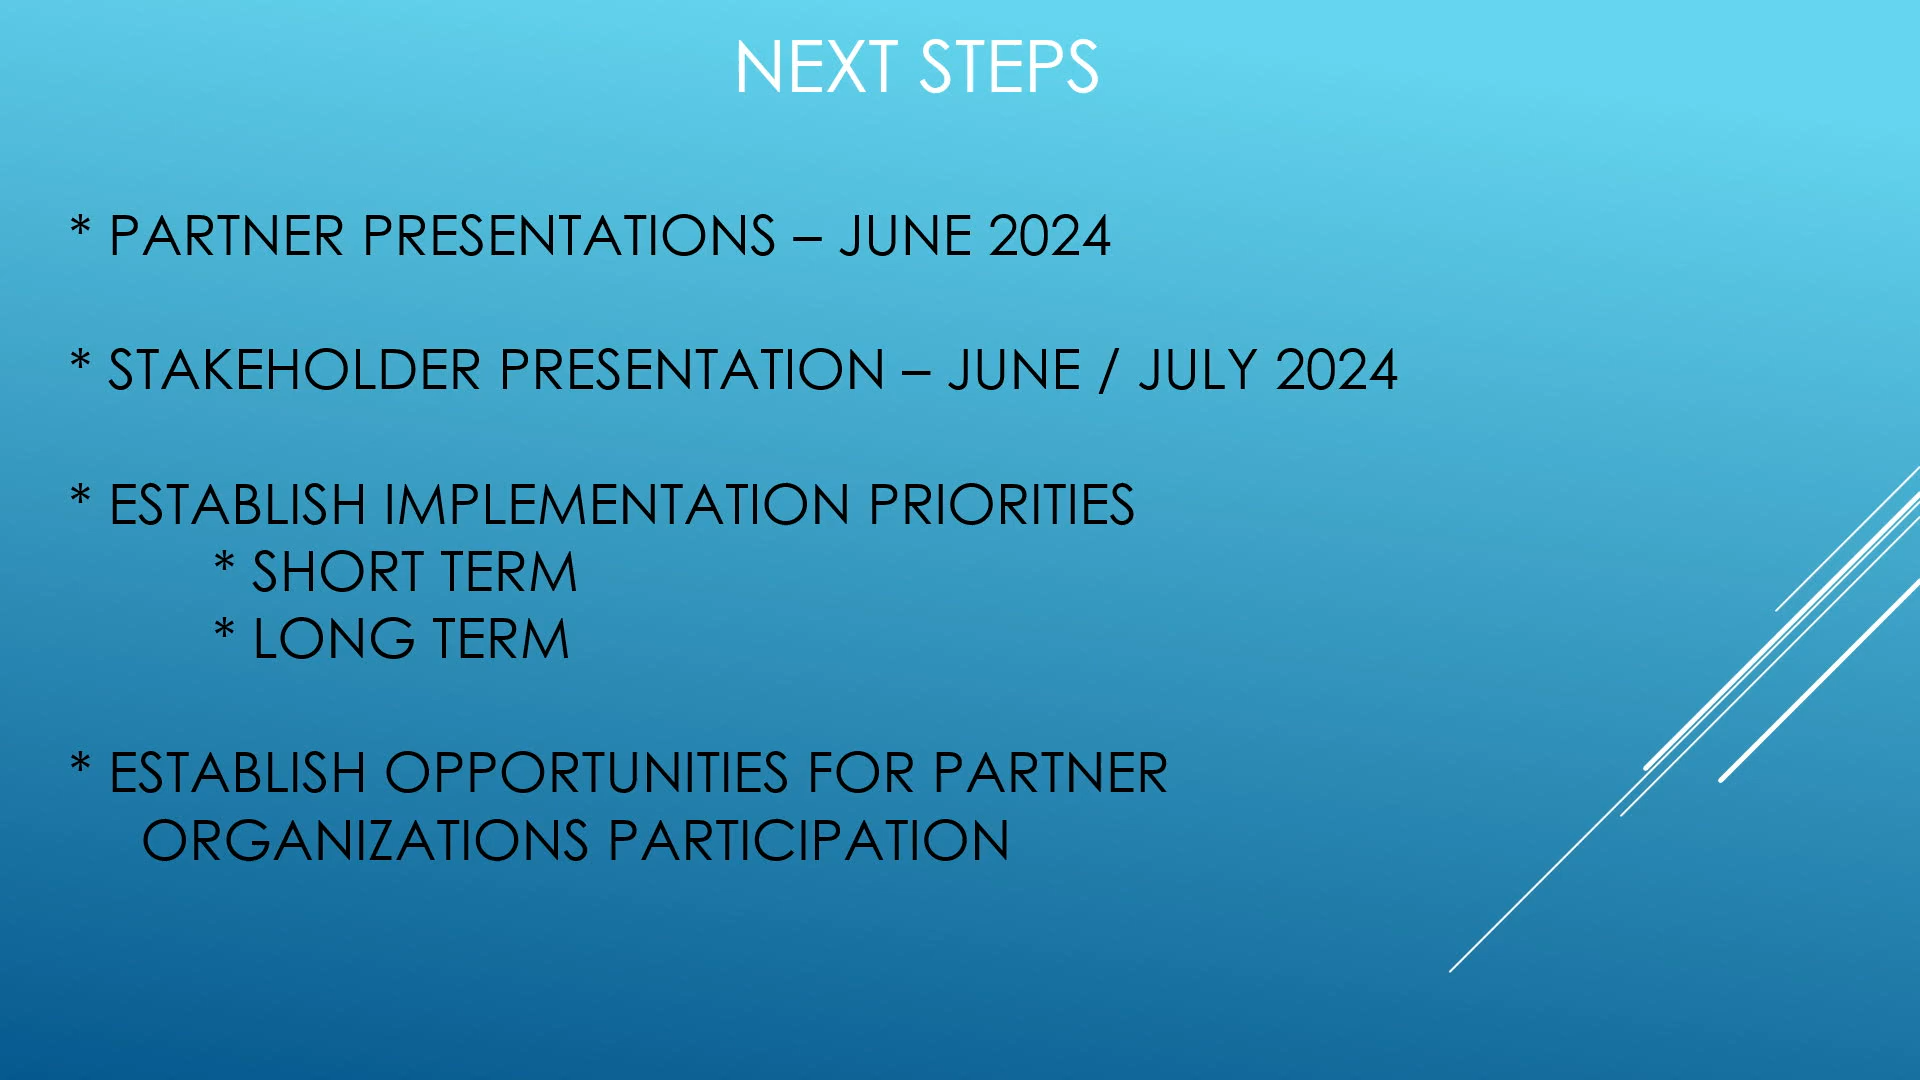 NEXT STEPS
* PARTNER PRESENTATIONS – JUNE 2024
* STAKEHOLDER PRESENTATION – JUNE / JULY 2024
* ESTABLISH IMPLEMENTATION PRIORITIES
* SHORT TERM
* LONG TERM
* ESTABLISH OPPORTUNITIES FOR PARTNER
ORGANIZATIONS PARTICIPATION